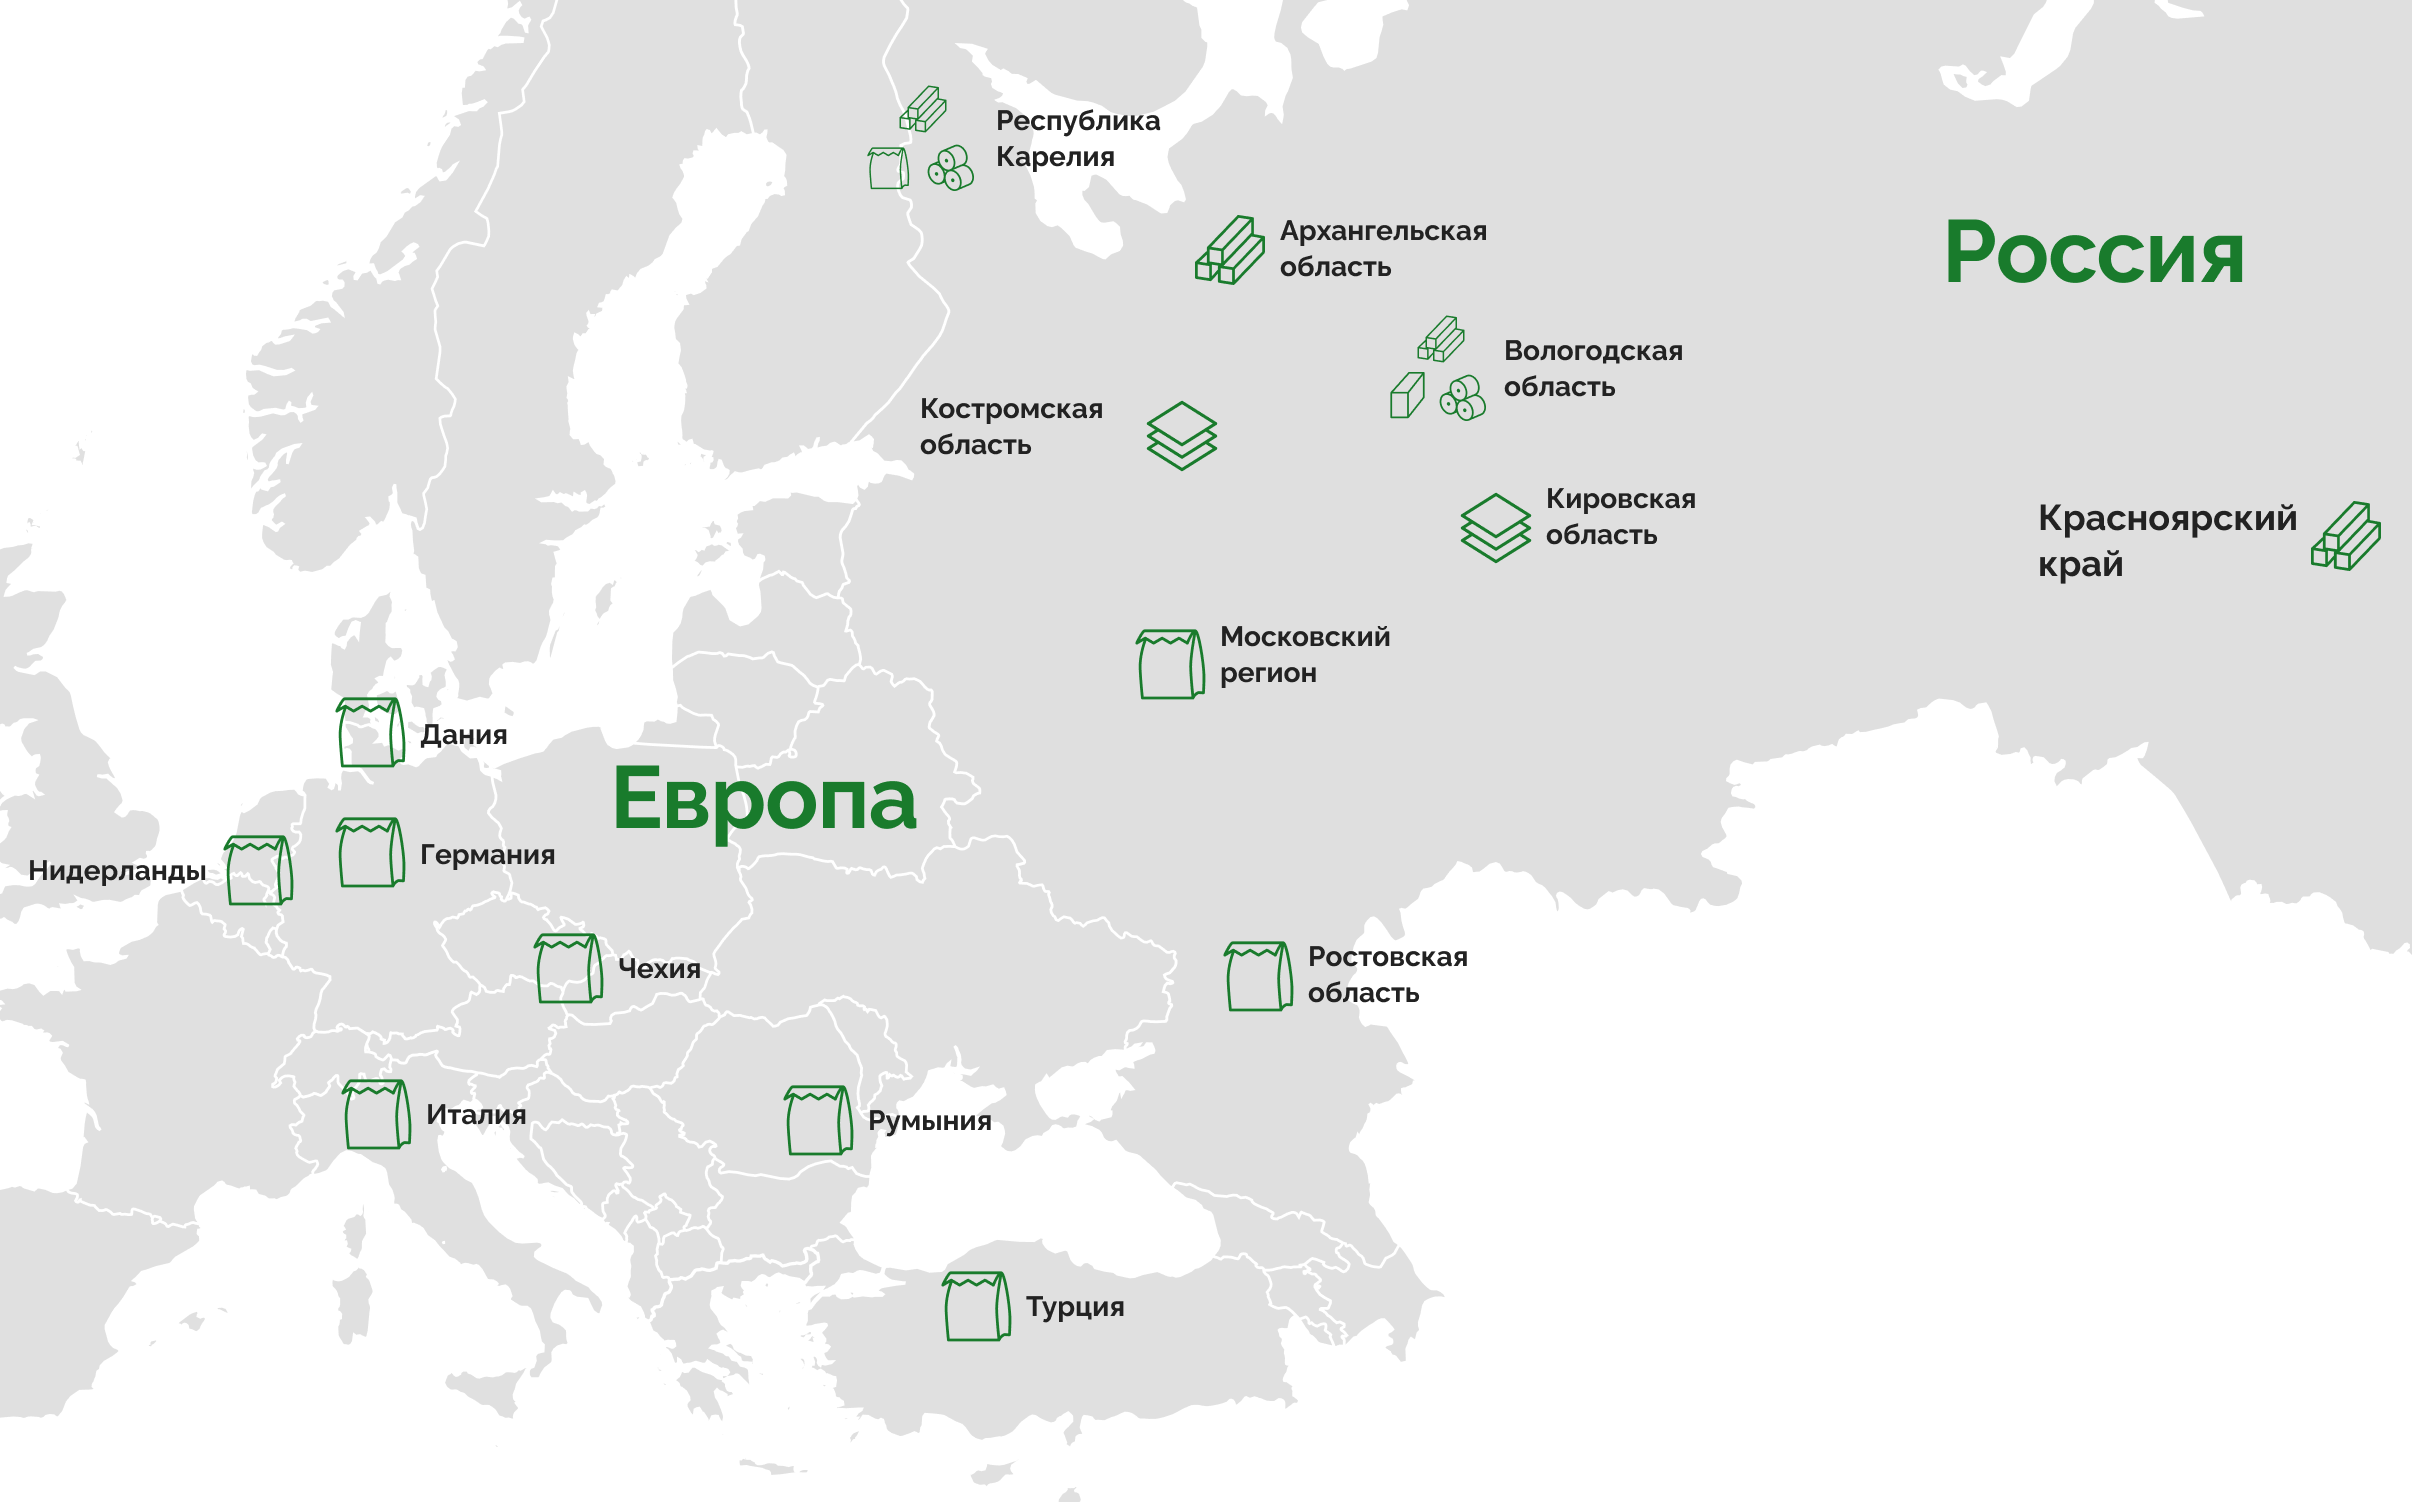 Республика
Карелия
Архангельская
область
Россия
Вологодская
область
Костромская
область
Кировская
область
Красноярский
край
Московский
регион
Дания
Европа
Германия
Нидерланды
Чехия
Ростовская
область
Италия
Румыния
Турция